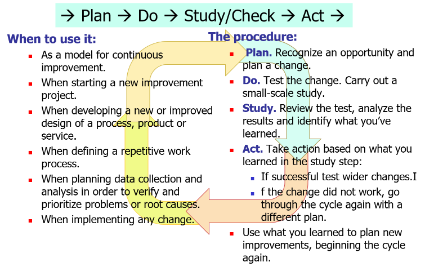 → Plan → Do → Study/Check → Act →
When to use it:
As a model for continuous
improvement.
When starting a new improvement
project.
When developing a new or improved
design of a process, product or
service.
When defining a repetitive work
process.
When planning data collection and
analysis in order to verify and
prioritize problems or root causes.
When implementing any change.
The procedure:
Plan. Recognize an opportunity and
plan a change.
Do. Test the change. Carry out a
small-scale study.
Study. Review the test, analyze the
results and identify what you've
learned.
Act. Take action based on what you
learned in the study step:
If successful test wider changes.I
f the change did not work, go
through the cycle again with a
different plan.
Use what you learned to plan new
improvements, beginning the cycle
again.